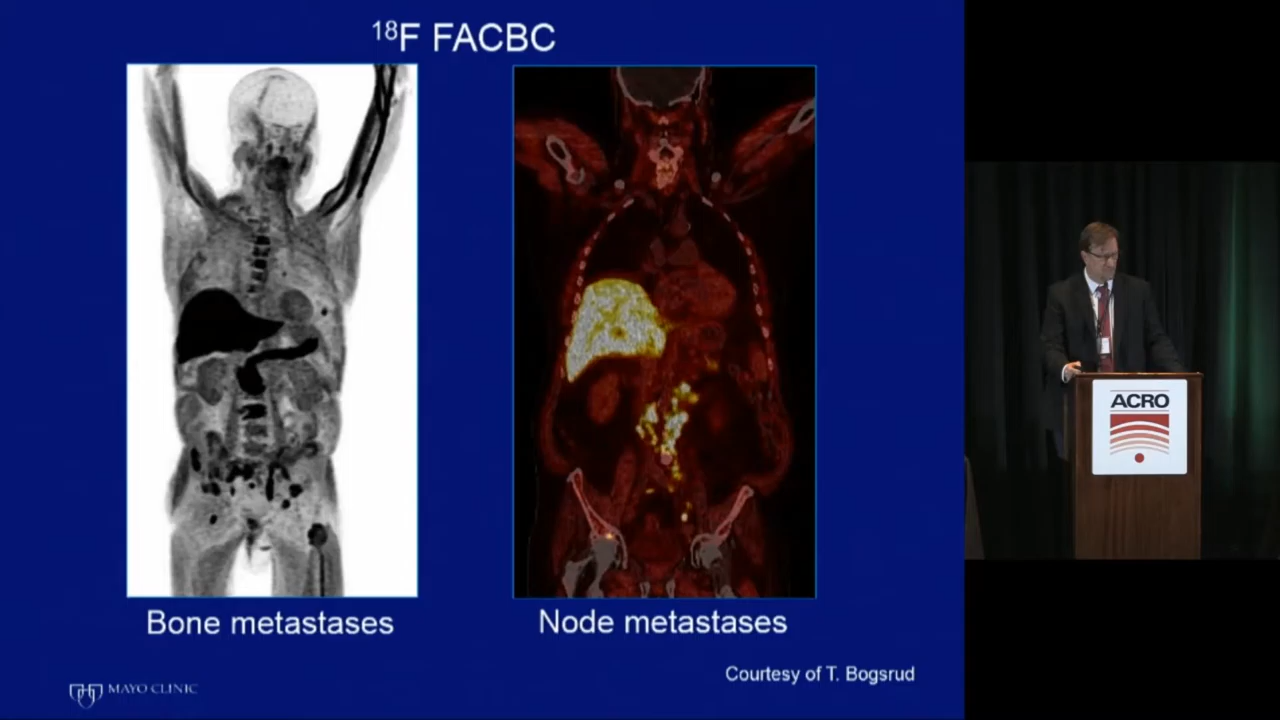 ¹⁸F FACBC
Bone metastases
Node metastases
Courtesy of T. Bogsrud
MAYO CLINIC
ACRO